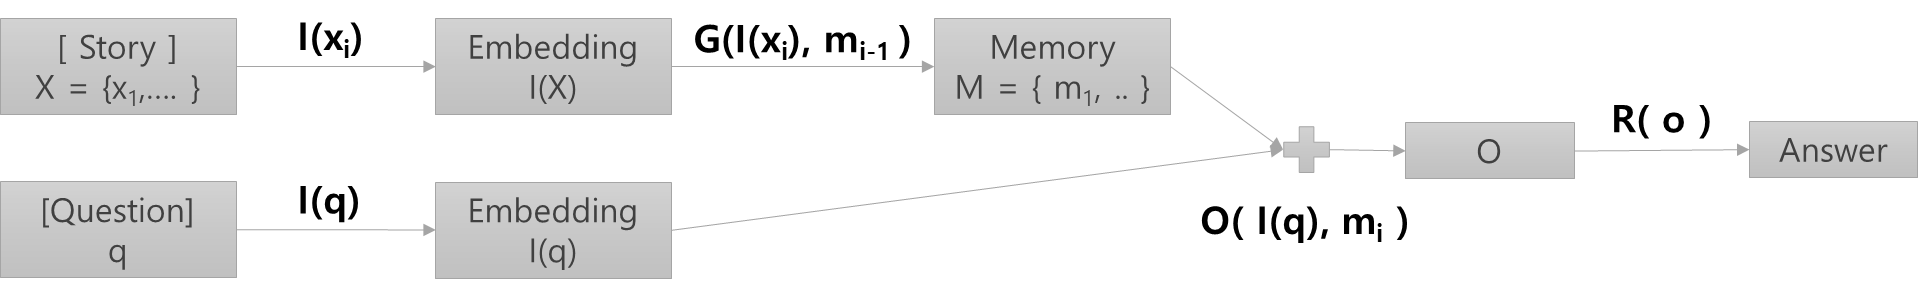 [ Story ]
X = {x1,.... }
I(xi)
Embedding
I(X)
G(I(xi), mi-1 )
Memory
M = { m1, .. }
[Question]
q
I(q)
Embedding
I(q)
O( I(q), mi )
O
R( o )
Answer